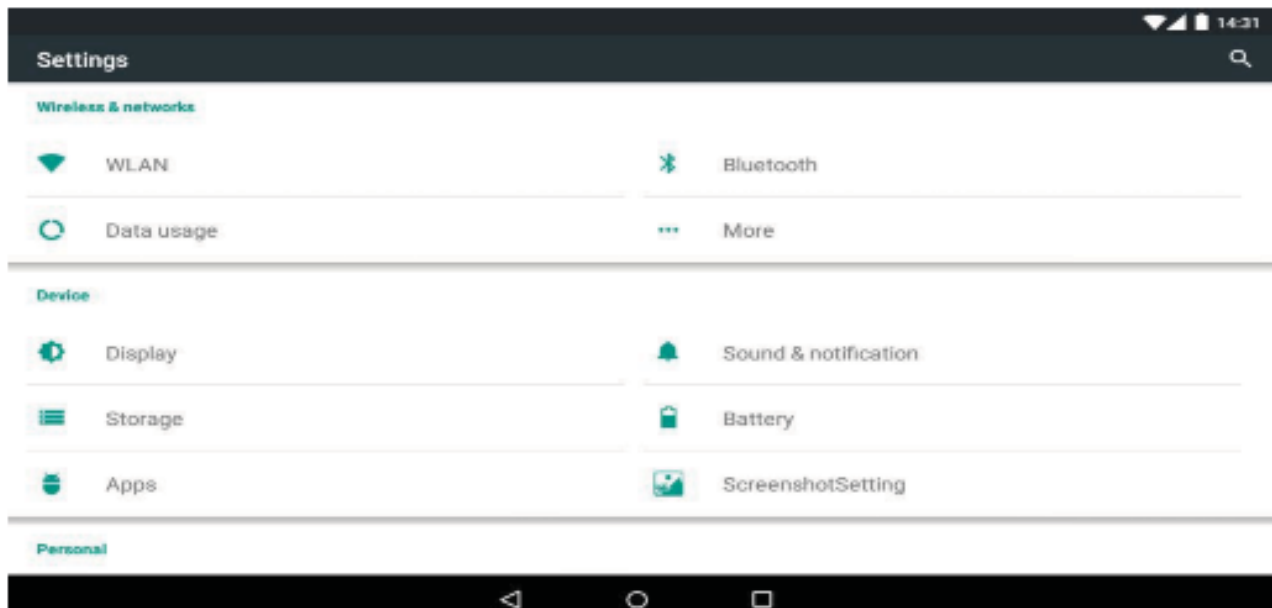 14:31
Settings
Wireless & networks
WLAN
Bluetooth
Data usage
More
Device
Display
Sound & notification
Storage
Battery
Apps
ScreenshotSetting
Personal